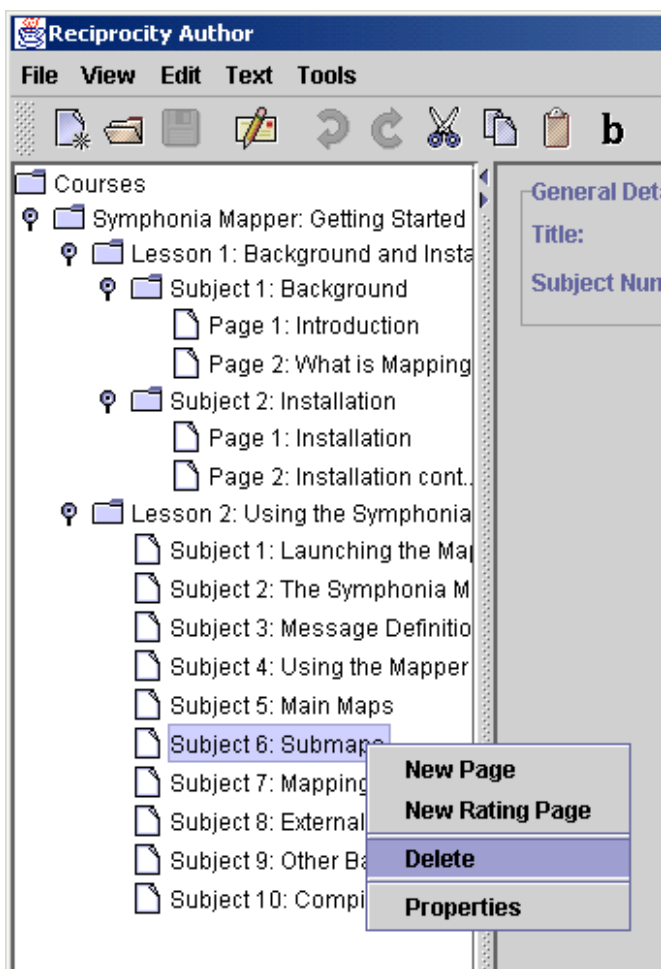 Reciprocity Author
File View Edit Text Tools
b
Courses
Symphonia Mapper: Getting Started
Lesson 1: Background and Insta
Subject 1: Background
Page 1: Introduction
Page 2: What is Mapping
Subject 2: Installation
Page 1: Installation
Page 2: Installation cont..
Lesson 2: Using the Symphonia
Subject 1: Launching the Ma
Subject 2: The Symphonia M
Subject 3: Message Definitio
Subject 4: Using the Mapper
Subject 5: Main Maps
Subject 6: Submaps
Subject 7: Mapping
Subject 8: External
Subject 9: Other Ba
Subject 10: Compi
New Page
New Rating Page
Delete
Properties
General Deta
Title:
Subject Num